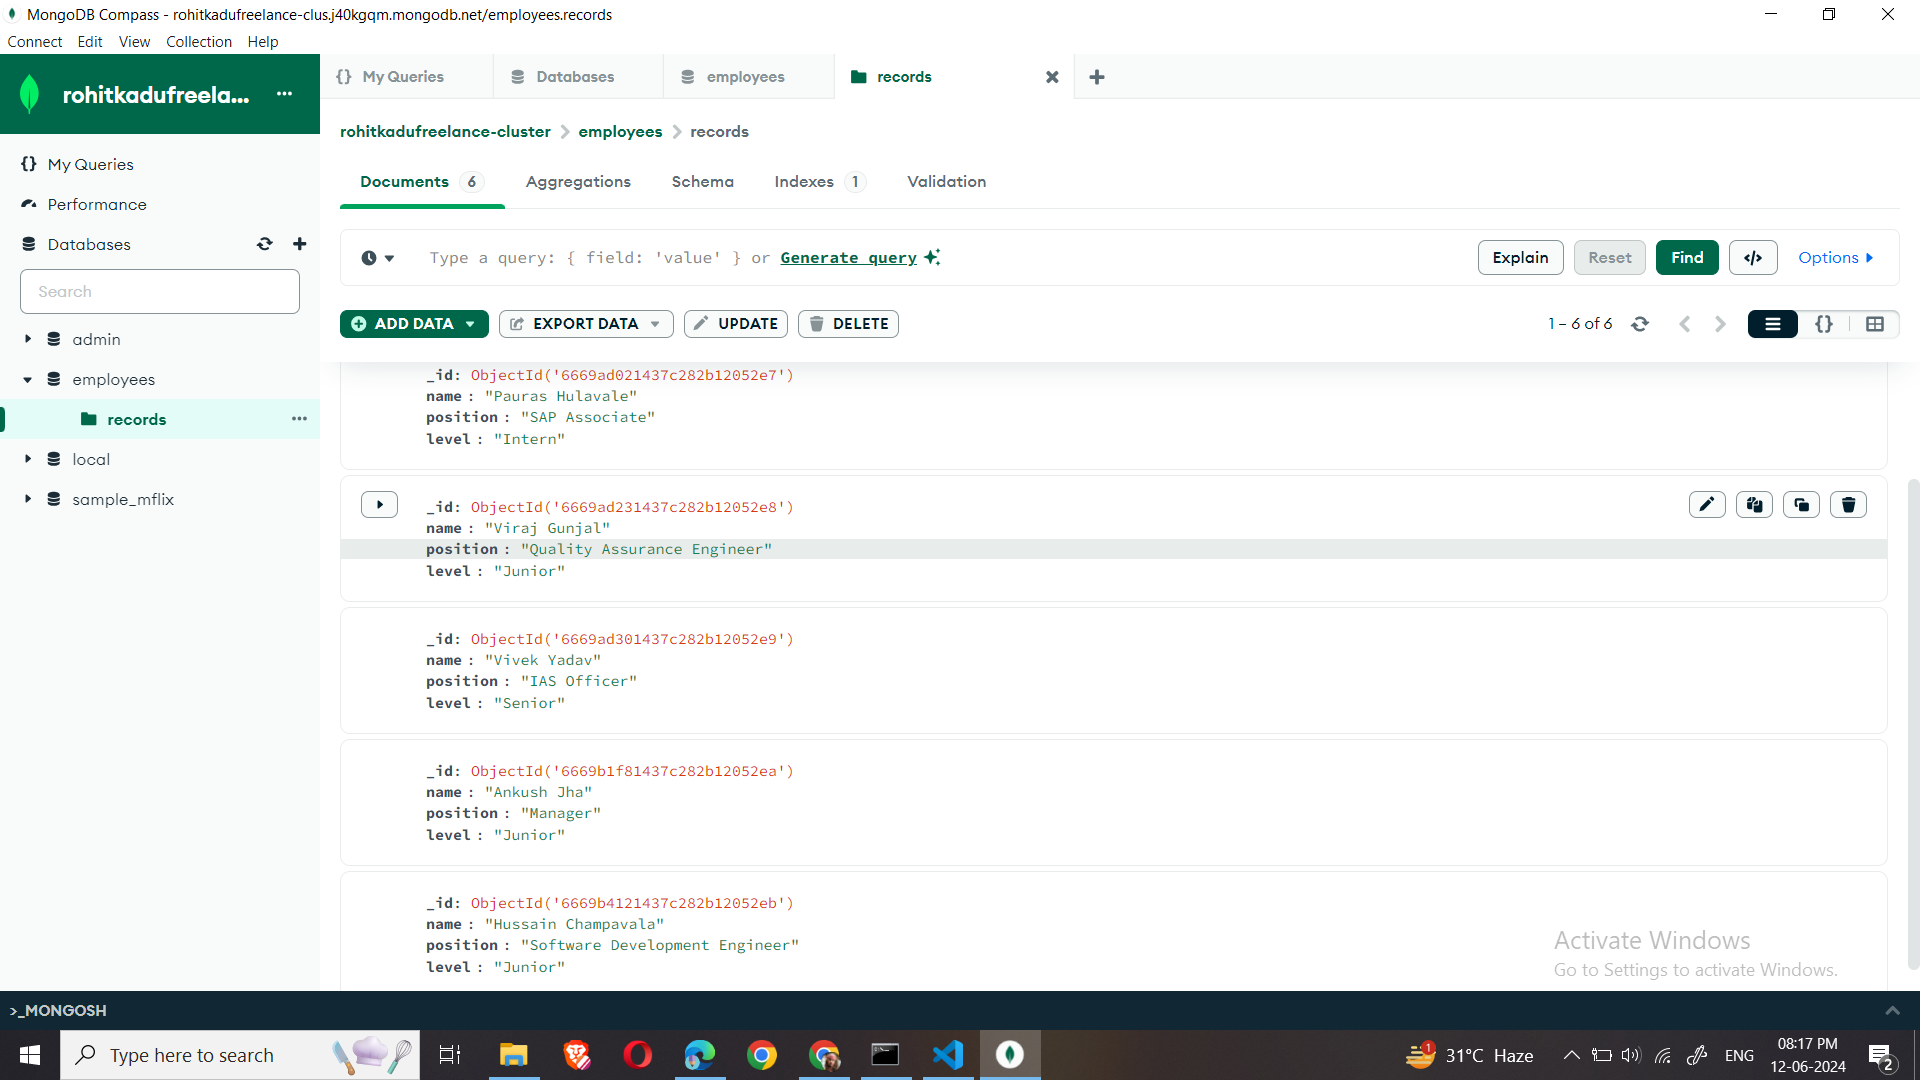 MongoDB Compass - rohitkadufreelance-clus.j40kgqm.mongodb.net/employees.records
Connect Edit View Collection Help
rohitkadufreela... ...
{} My Queries
Databases
employees
records
rohitkadufreelance-cluster > employees > records
My Queries
Performance
Databases
Search
admin
employees
records
local
sample_mflix
Documents 6 Aggregations Schema Indexes 1 Validation
Type a query: { field: 'value' } or Generate query
Explain Reset Find </> Options
ADD DATA EXPORT DATA UPDATE DELETE 1 – 6 of 6 {}
_id: ObjectId('6669ad021437c282b12052e7')
name : "Pauras Hulavale"
position : "SAP Associate"
level : "Intern"
_id: ObjectId('6669ad231437c282b12052e8')
name : "Viraj Gunjal"
position : "Quality Assurance Engineer"
level : "Junior"
_id: ObjectId('6669ad301437c282b12052e9')
name : "Vivek Yadav"
position : "IAS Officer"
level : "Senior"
_id: ObjectId('6669b1f81437c282b12052ea')
name : "Ankush Jha"
position : "Manager"
level : "Junior"
_id: ObjectId('6669b4121437c282b12052eb')
name : "Hussain Champavala"
position : "Software Development Engineer"
level : "Junior"
Activate Windows
Go to Settings to activate Windows.
>_MONGOSH
Type here to search
1
31°C Haze
ENG
08:17 PM
12-06-2024
2